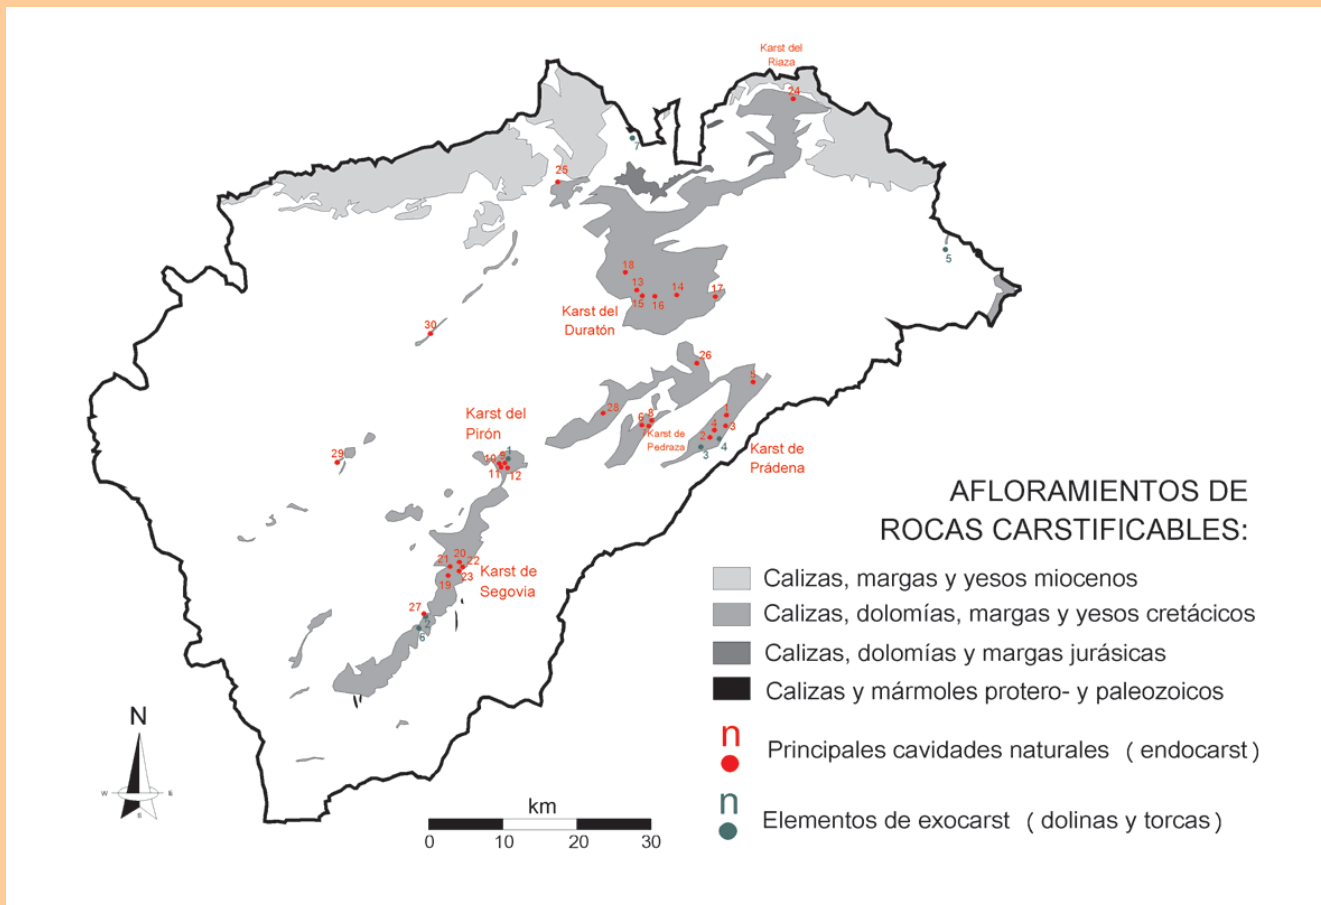 Karst del
Riaza
24
7
25
5
18
13
14
17
15
16
Karst del
Duratón
30
26
5
28
8
6
1
4
3
2
Karst de
Pedraza
4
3
Karst de
Prádena
Karst del
Pirón
1
9
10
11
12
29
20
21
22
23
19
Karst de
Segovia
27
2
6
AFLORAMIENTOS DE
ROCAS CARSTIFICABLES:
Calizas, margas y yesos miocenos
Calizas, dolomías, margas y yesos cretácicos
Calizas, dolomías y margas jurásicas
Calizas y mármoles protero- y paleozoicos
n
Principales cavidades naturales ( endocarst )
n
Elementos de exocarst ( dolinas y torcas )
N
W E
S
km
0 10 20 30